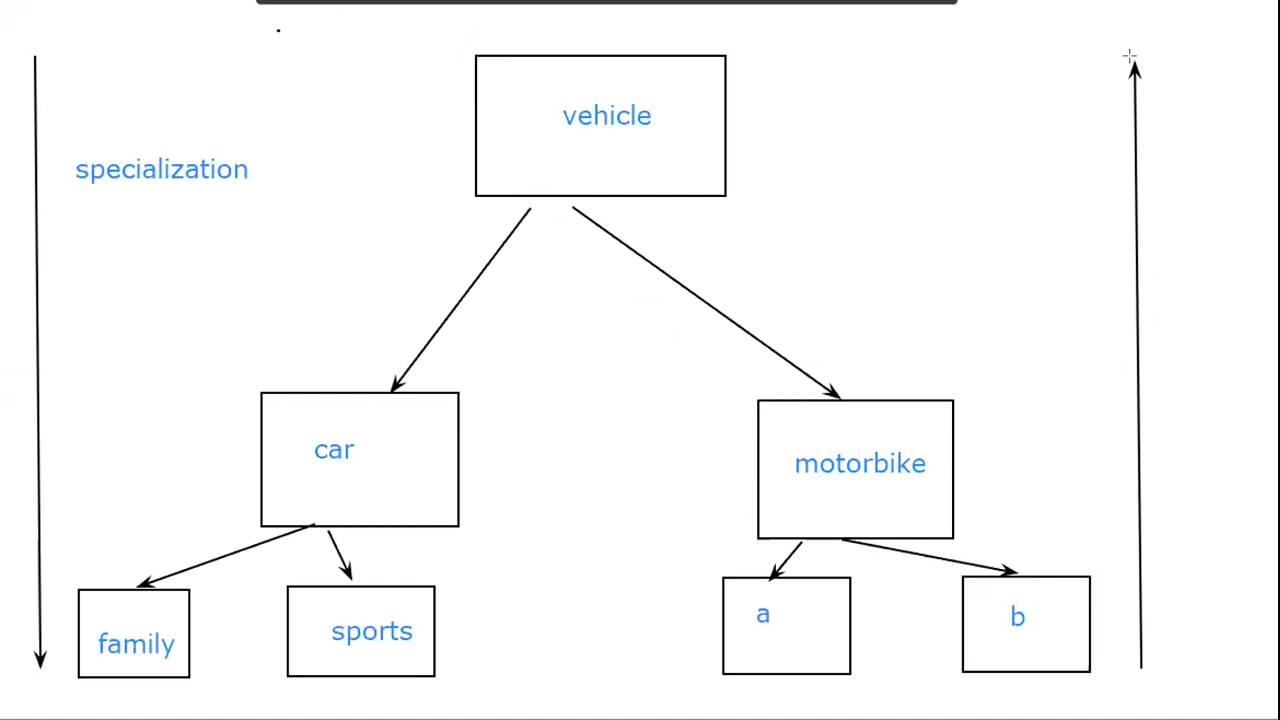 vehicle
specialization
car
motorbike
family
sports
a
b